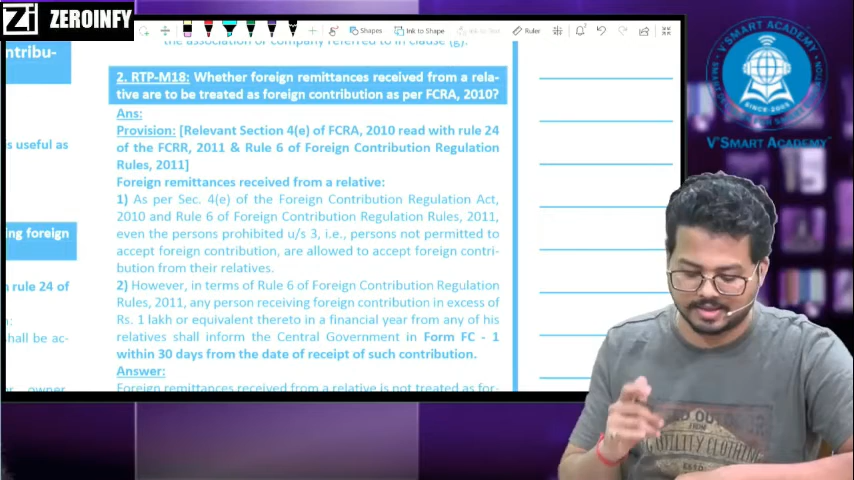 Zi ZEROINFY
Shapes
Ink to Shape
Ink to Text
Ruler
the association or company referred to in clause (g).
ntribu-
s useful as
ing foreign
n rule 24 of
n:
shall be ac-
er, owner
2. RTP-M18: Whether foreign remittances received from a rela-
tive are to be treated as foreign contribution as per FCRA, 2010?
Ans:
Provision: [Relevant Section 4(e) of FCRA, 2010 read with rule 24
of the FCRR, 2011 & Rule 6 of Foreign Contribution Regulation
Rules, 2011]
Foreign remittances received from a relative:
1) As per Sec. 4(e) of the Foreign Contribution Regulation Act,
2010 and Rule 6 of Foreign Contribution Regulation Rules, 2011,
even the persons prohibited u/s 3, i.e., persons not permitted to
accept foreign contribution, are allowed to accept foreign contri-
bution from their relatives.
2) However, in terms of Rule 6 of Foreign Contribution Regulation
Rules, 2011, any person receiving foreign contribution in excess of
Rs. 1 lakh or equivalent thereto in a financial year from any of his
relatives shall inform the Central Government in Form FC - 1
within 30 days from the date of receipt of such contribution.
Answer:
Foreign remittances received from a relative is not treated as for-
V'SMART ACADEMY
SINCE-2005
V'SMART ACADEMY
UTILITY CLOTHING